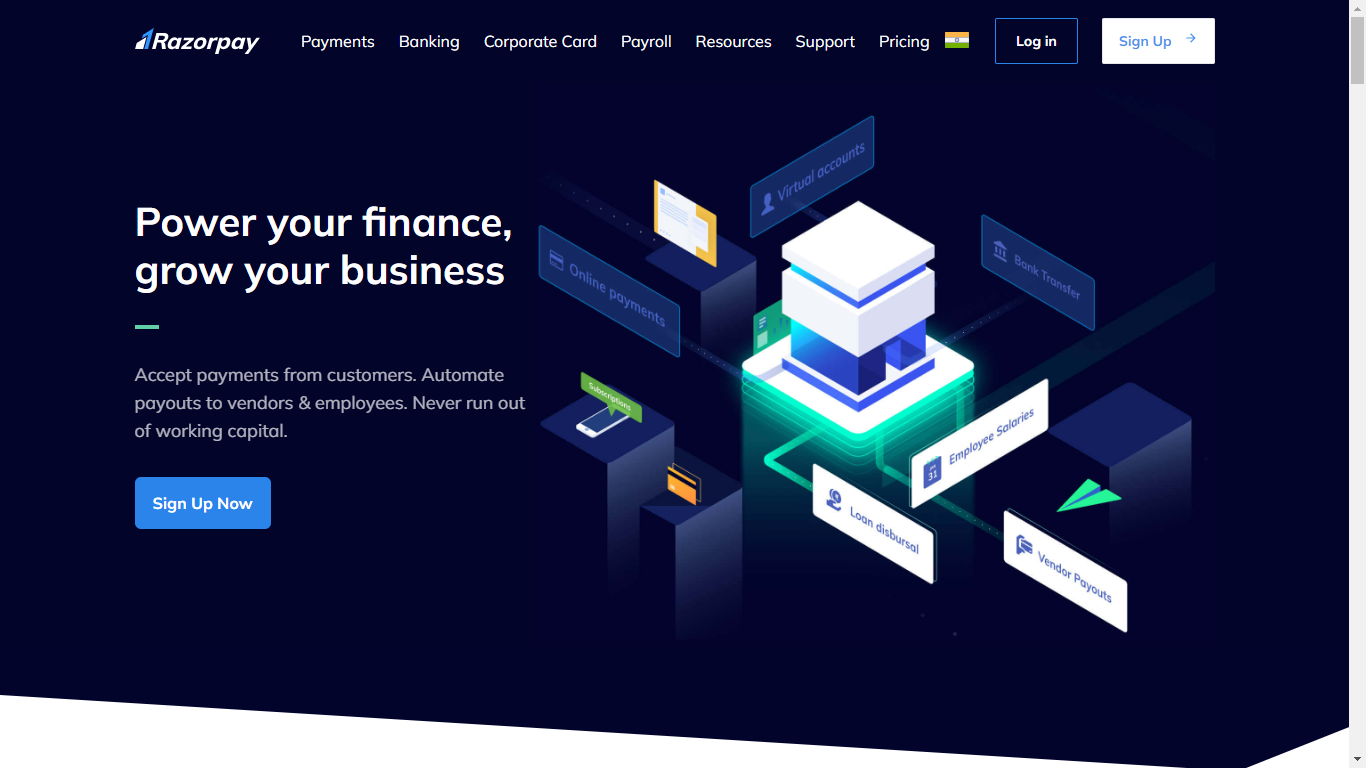 Razorpay
Payments
Banking
Corporate Card
Payroll
Resources
Support
Pricing
Log in
Sign Up
Power your finance,
grow your business
Accept payments from customers. Automate
payouts to vendors & employees. Never run out
of working capital.
Sign Up Now
Virtual accounts
Online payments
Bank Transfer
Subscriptions
Employee Salaries
31
Loan disbursal
Vendor Payouts